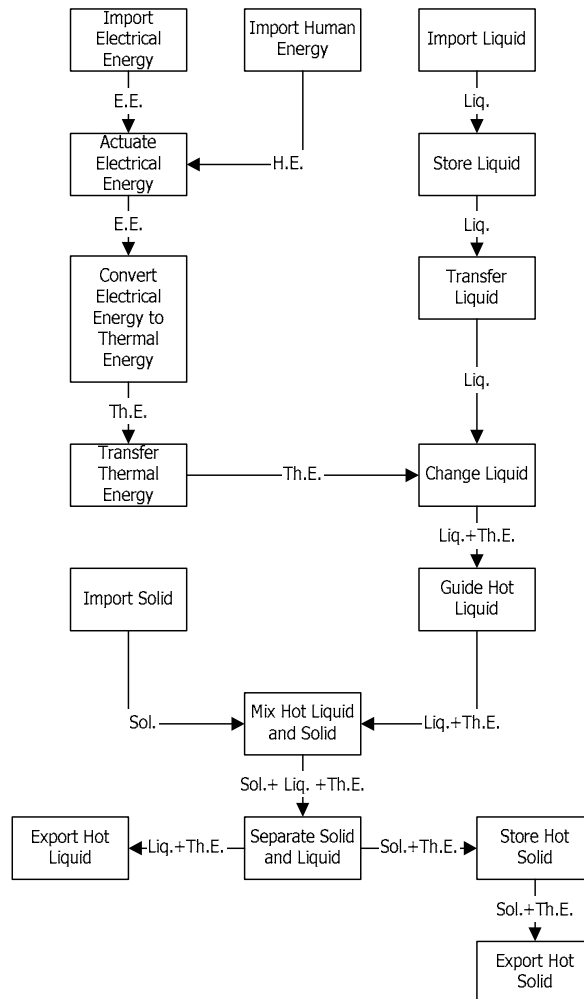 Import
Electrical
Energy
Import Human
Energy
Import Liquid
E.E.
Liq.
Actuate
Electrical
Energy
H.E.
Store Liquid
E.E.
Liq.
Convert
Electrical
Energy to
Thermal
Energy
Transfer
Liquid
Th.E.
Liq.
Transfer
Thermal
Energy
Th.E.
Change Liquid
Liq.+Th.E.
Import Solid
Guide Hot
Liquid
Sol.
Mix Hot Liquid
and Solid
Liq.+Th.E.
Sol.+ Liq. +Th.E.
Export Hot
Liquid
Liq.+Th.E.
Separate Solid
and Liquid
Sol.+Th.E.
Store Hot
Solid
Sol.+Th.E.
Export Hot
Solid